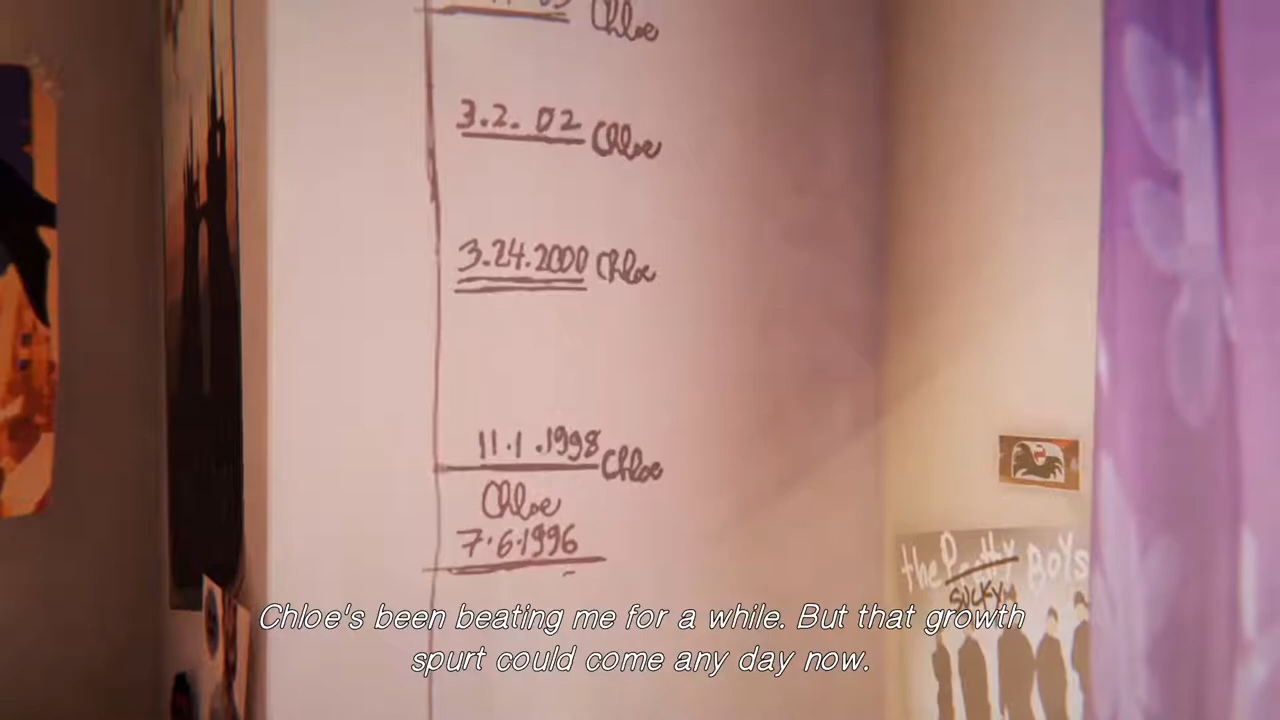 Chloe
3.2. 02 Chloe
3.24.2000 Chloe
11.1.1998 Chloe
Chloe
7.6.1996
the Pretty BOYS
SUCKY
Chloe's been beating me for a while. But that growth
spurt could come any day now.